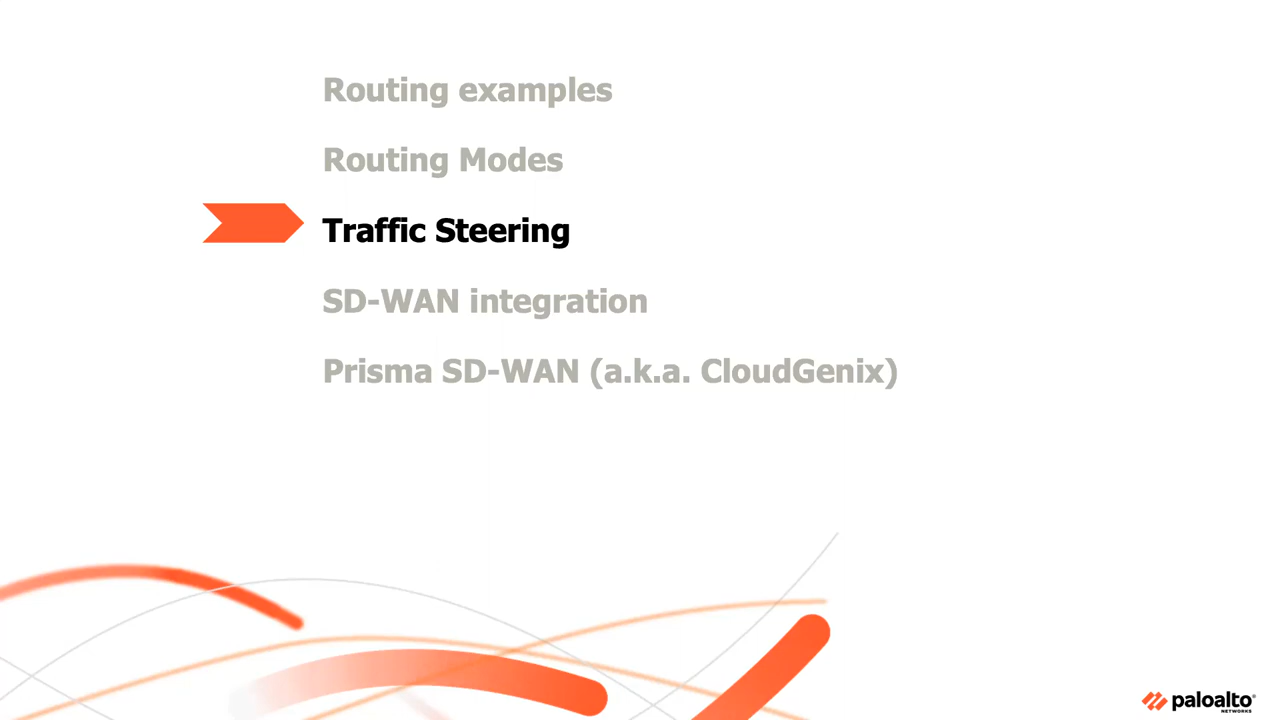 Routing examples
Routing Modes
Traffic Steering
SD-WAN integration
Prisma SD-WAN (a.k.a. CloudGenix)
paloalto®
NETWORKS